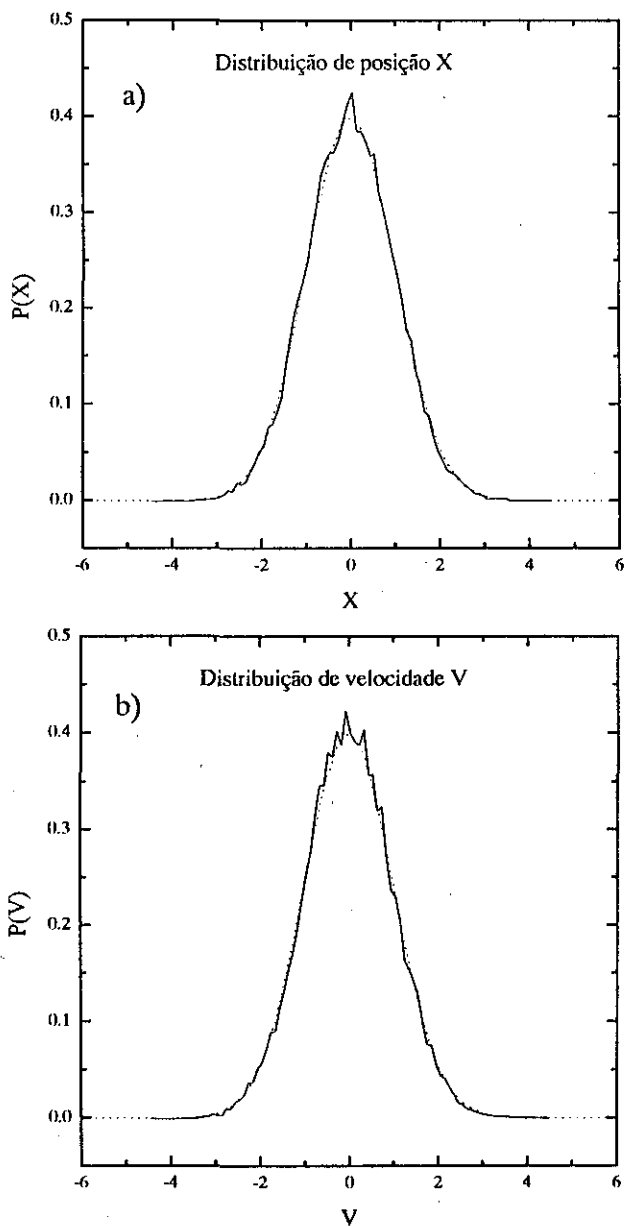 0.5
Distribuição de posição X
a)
0.4
0.3
P(X)
0.2
0.1
0.0
-6 -4 -2 0 2 4 6
X
0.5
Distribuição de velocidade V
b)
0.4
0.3
P(V)
0.2
0.1
0.0
-6 -4 -2 0 2 4 6
V